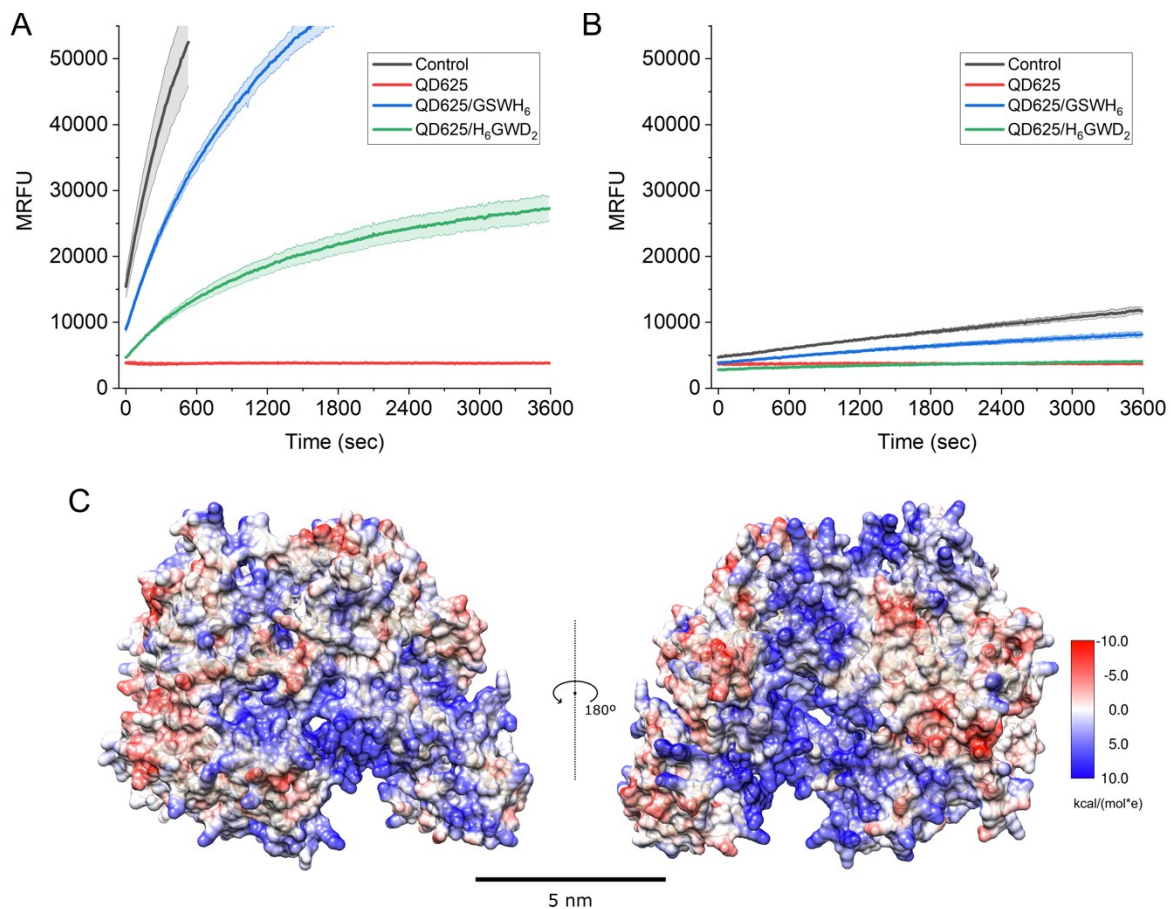 A
50000
40000
30000
20000
10000
0
MRFU
Control
QD625
QD625/GSWH₆
QD625/H₆GWD₂
0 600 1200 1800 2400 3000 3600
Time (sec)
B
50000
40000
30000
20000
10000
0
MRFU
Control
QD625
QD625/GSWH₆
QD625/H₆GWD₂
0 600 1200 1800 2400 3000 3600
Time (sec)
C
180º
-10.0
-5.0
0.0
5.0
10.0
kcal/(mol*e)
5 nm